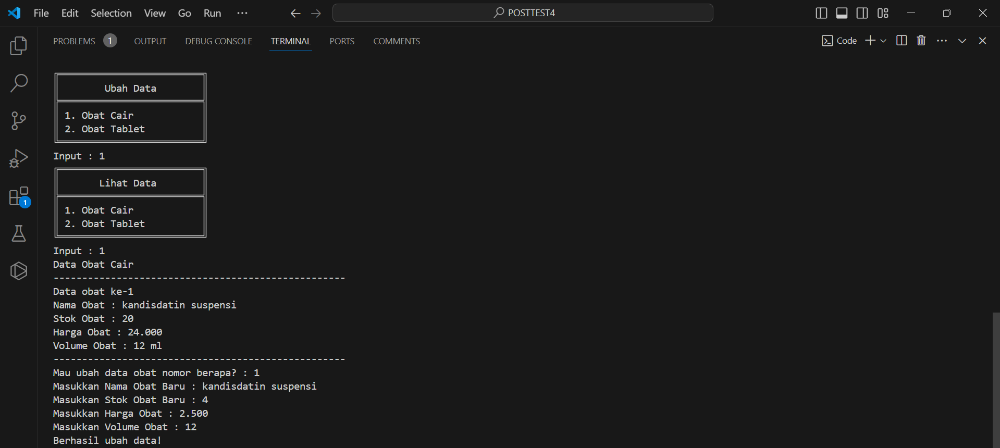 File Edit Selection View Go Run ··· POSTTEST4
PROBLEMS 1 OUTPUT DEBUG CONSOLE TERMINAL PORTS COMMENTS Code
Ubah Data
1. Obat Cair
2. Obat Tablet
Input : 1
Lihat Data
1. Obat Cair
2. Obat Tablet
1
Input : 1
Data Obat Cair
---------------------------------------------------
Data obat ke-1
Nama Obat : kandisdatin suspensi
Stok Obat : 20
Harga Obat : 24.000
Volume Obat : 12 ml
---------------------------------------------------
Mau ubah data obat nomor berapa? : 1
Masukkan Nama Obat Baru : kandisdatin suspensi
Masukkan Stok Obat Baru : 4
Masukkan Harga Obat : 2.500
Masukkan Volume Obat : 12
Berhasil ubah data!